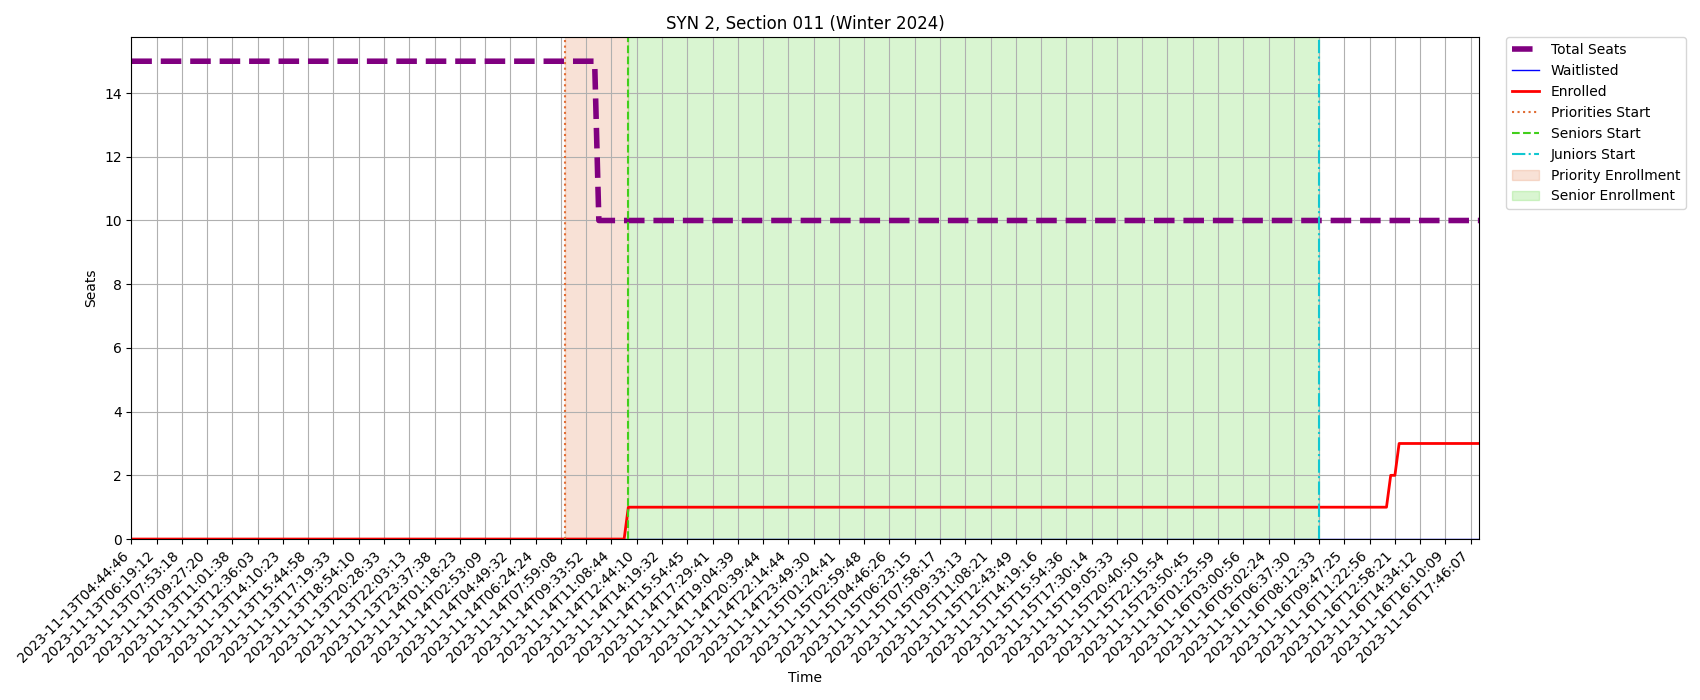 SYN 2, Section 011 (Winter 2024)
Total Seats
Waitlisted
Enrolled
Priorities Start
Seniors Start
Juniors Start
Priority Enrollment
Senior Enrollment
Seats
14
12
10
8
6
4
2
0
2023-11-13T04:44:46
2023-11-13T06:19:12
2023-11-13T07:53:18
2023-11-13T09:27:20
2023-11-13T11:01:38
2023-11-13T12:36:03
2023-11-13T14:10:23
2023-11-13T15:44:58
2023-11-13T17:19:33
2023-11-13T18:54:10
2023-11-13T20:28:33
2023-11-13T22:03:13
2023-11-13T23:37:38
2023-11-14T01:18:23
2023-11-14T02:53:09
2023-11-14T04:49:32
2023-11-14T06:24:24
2023-11-14T07:59:08
2023-11-14T09:33:52
2023-11-14T11:08:44
2023-11-14T12:44:10
2023-11-14T14:19:32
2023-11-14T15:54:45
2023-11-14T17:29:41
2023-11-14T19:04:39
2023-11-14T20:39:44
2023-11-14T22:14:44
2023-11-14T23:49:30
2023-11-15T01:24:41
2023-11-15T02:59:48
2023-11-15T04:46:26
2023-11-15T06:23:15
2023-11-15T07:58:17
2023-11-15T09:33:13
2023-11-15T11:08:21
2023-11-15T12:43:49
2023-11-15T14:19:16
2023-11-15T15:54:36
2023-11-15T17:30:14
2023-11-15T19:05:33
2023-11-15T20:40:50
2023-11-15T22:15:54
2023-11-15T23:50:45
2023-11-16T01:25:59
2023-11-16T03:00:56
2023-11-16T05:02:24
2023-11-16T06:37:30
2023-11-16T08:12:33
2023-11-16T09:47:25
2023-11-16T11:22:56
2023-11-16T12:58:21
2023-11-16T14:34:12
2023-11-16T16:10:09
2023-11-16T17:46:07
Time